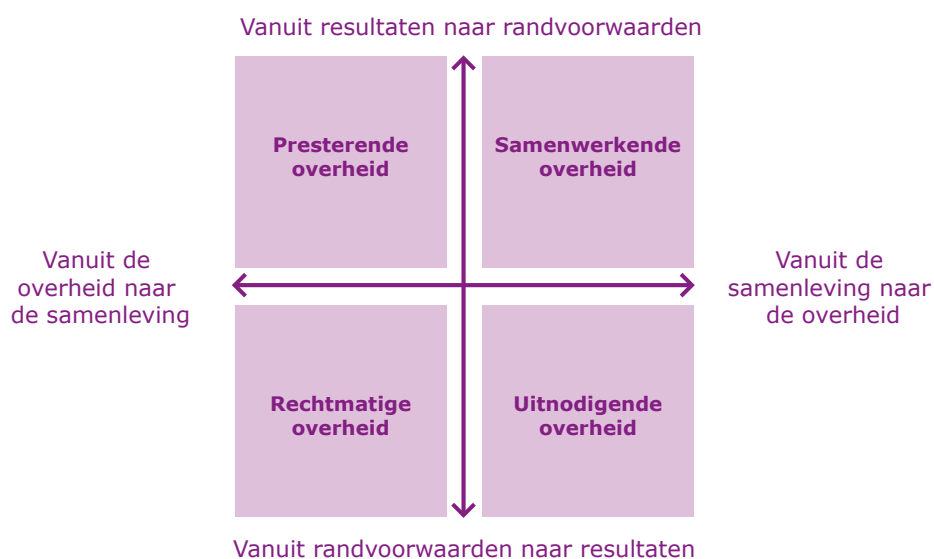 Vanuit resultaten naar randvoorwaarden
Presterende
overheid
Samenwerkende
overheid
Vanuit de
overheid naar
de samenleving
Vanuit de
samenleving naar
de overheid
Rechtmatige
overheid
Uitnodigende
overheid
Vanuit randvoorwaarden naar resultaten